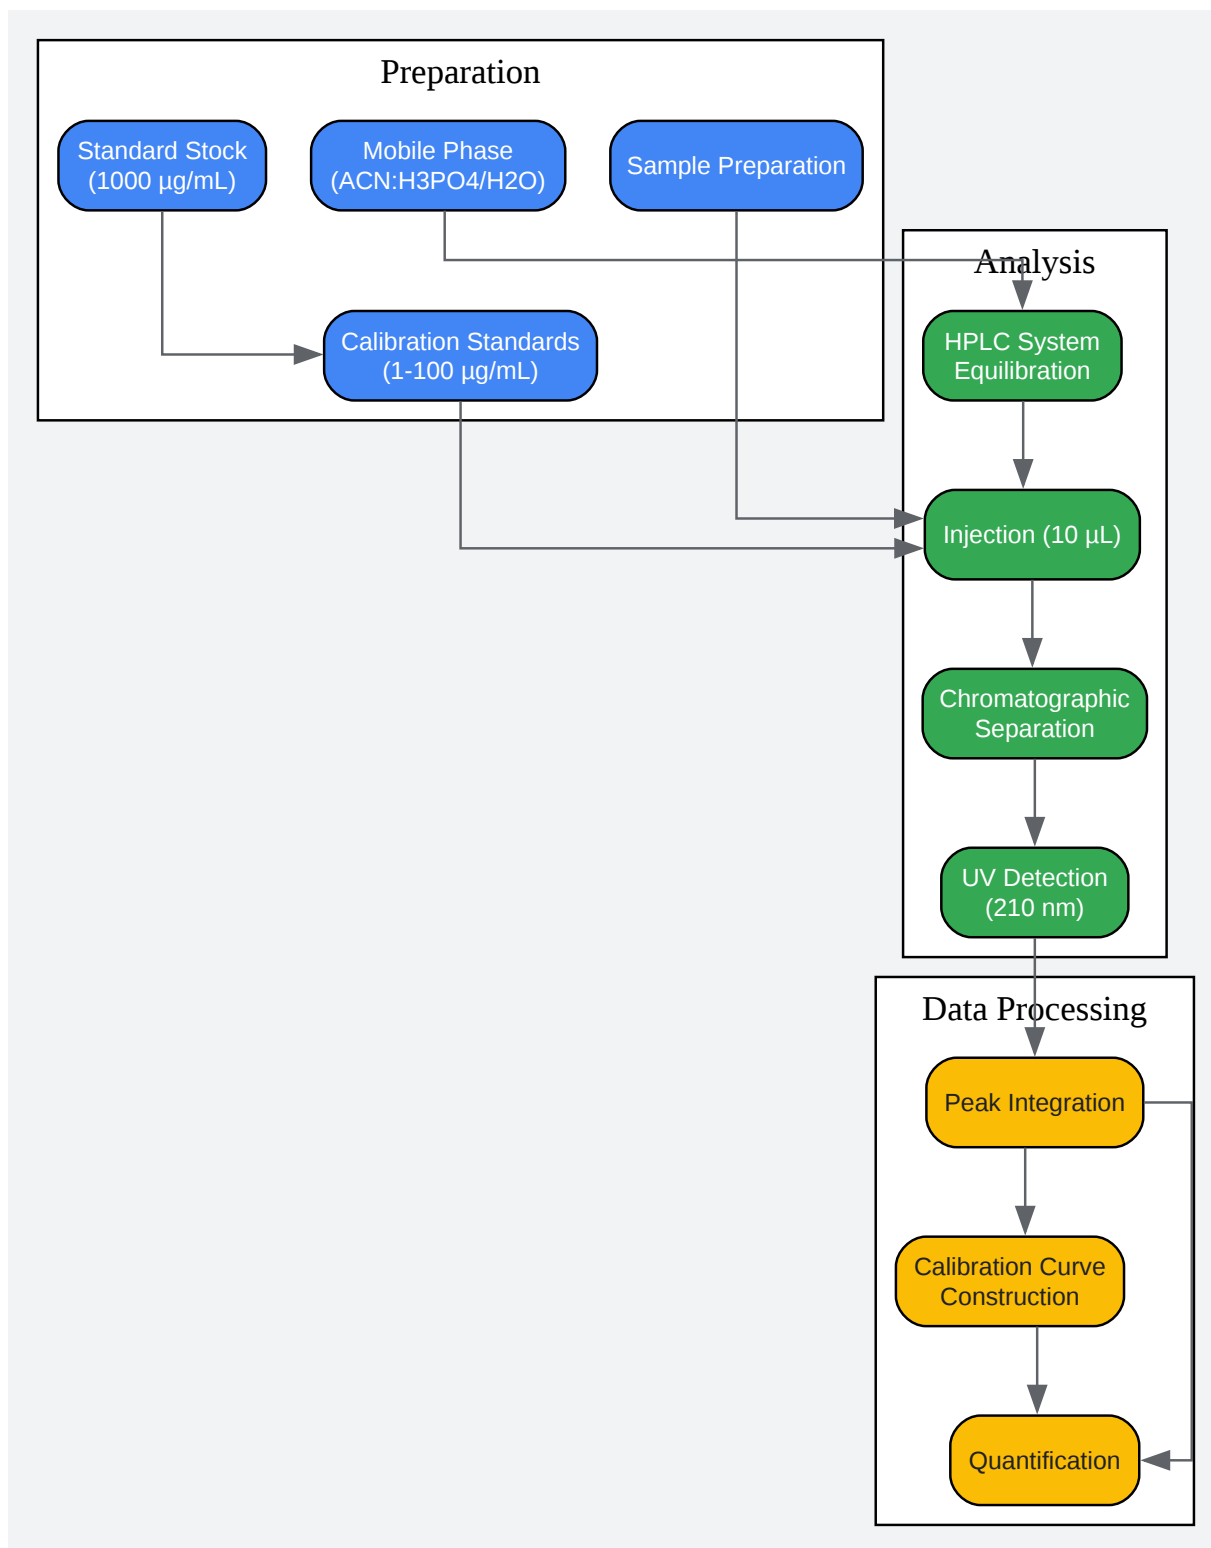 Preparation
Standard Stock
(1000 µg/mL)
Mobile Phase
(ACN:H3PO4/H2O)
Sample Preparation
Calibration Standards
(1-100 µg/mL)
Analysis
HPLC System
Equilibration
Injection (10 µL)
Chromatographic
Separation
UV Detection
(210 nm)
Data Processing
Peak Integration
Calibration Curve
Construction
Quantification